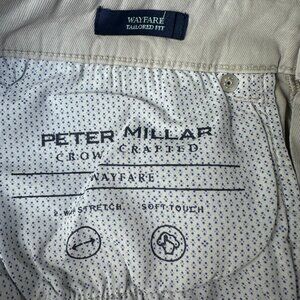 WAYFARE
TAILORED FIT
PETER MILLAR
CROWN CRAFTED
WAYFARE
STRETCH SOFT TOUCH